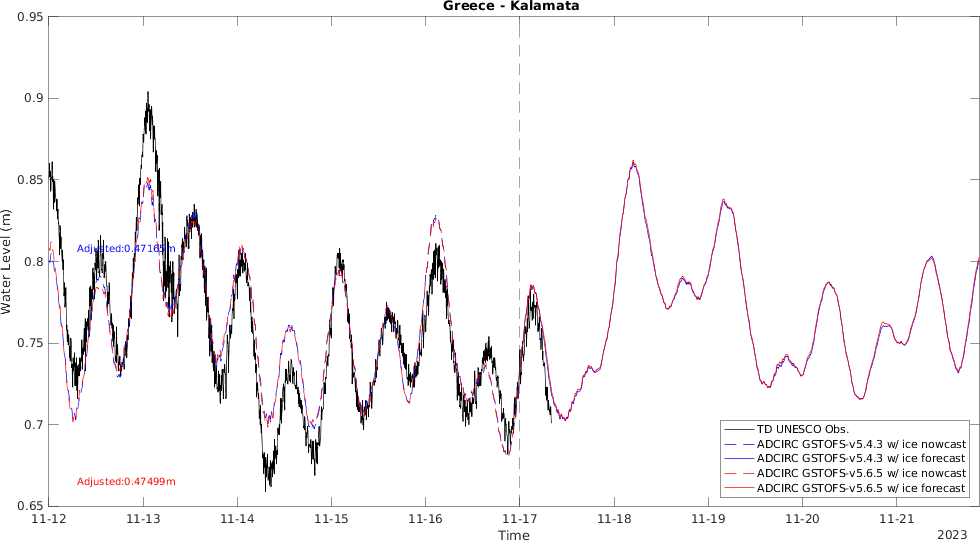 Greece - Kalamata
0.95
0.9
0.85
0.8
0.75
0.7
0.65
Water Level (m)
Adjusted:0.47165m
Adjusted:0.47499m
TD UNESCO Obs.
ADCIRC GSTOFS-v5.4.3 w/ ice nowcast
ADCIRC GSTOFS-v5.4.3 w/ ice forecast
ADCIRC GSTOFS-v5.6.5 w/ ice nowcast
ADCIRC GSTOFS-v5.6.5 w/ ice forecast
11-12 11-13 11-14 11-15 11-16 11-17 11-18 11-19 11-20 11-21
Time
2023